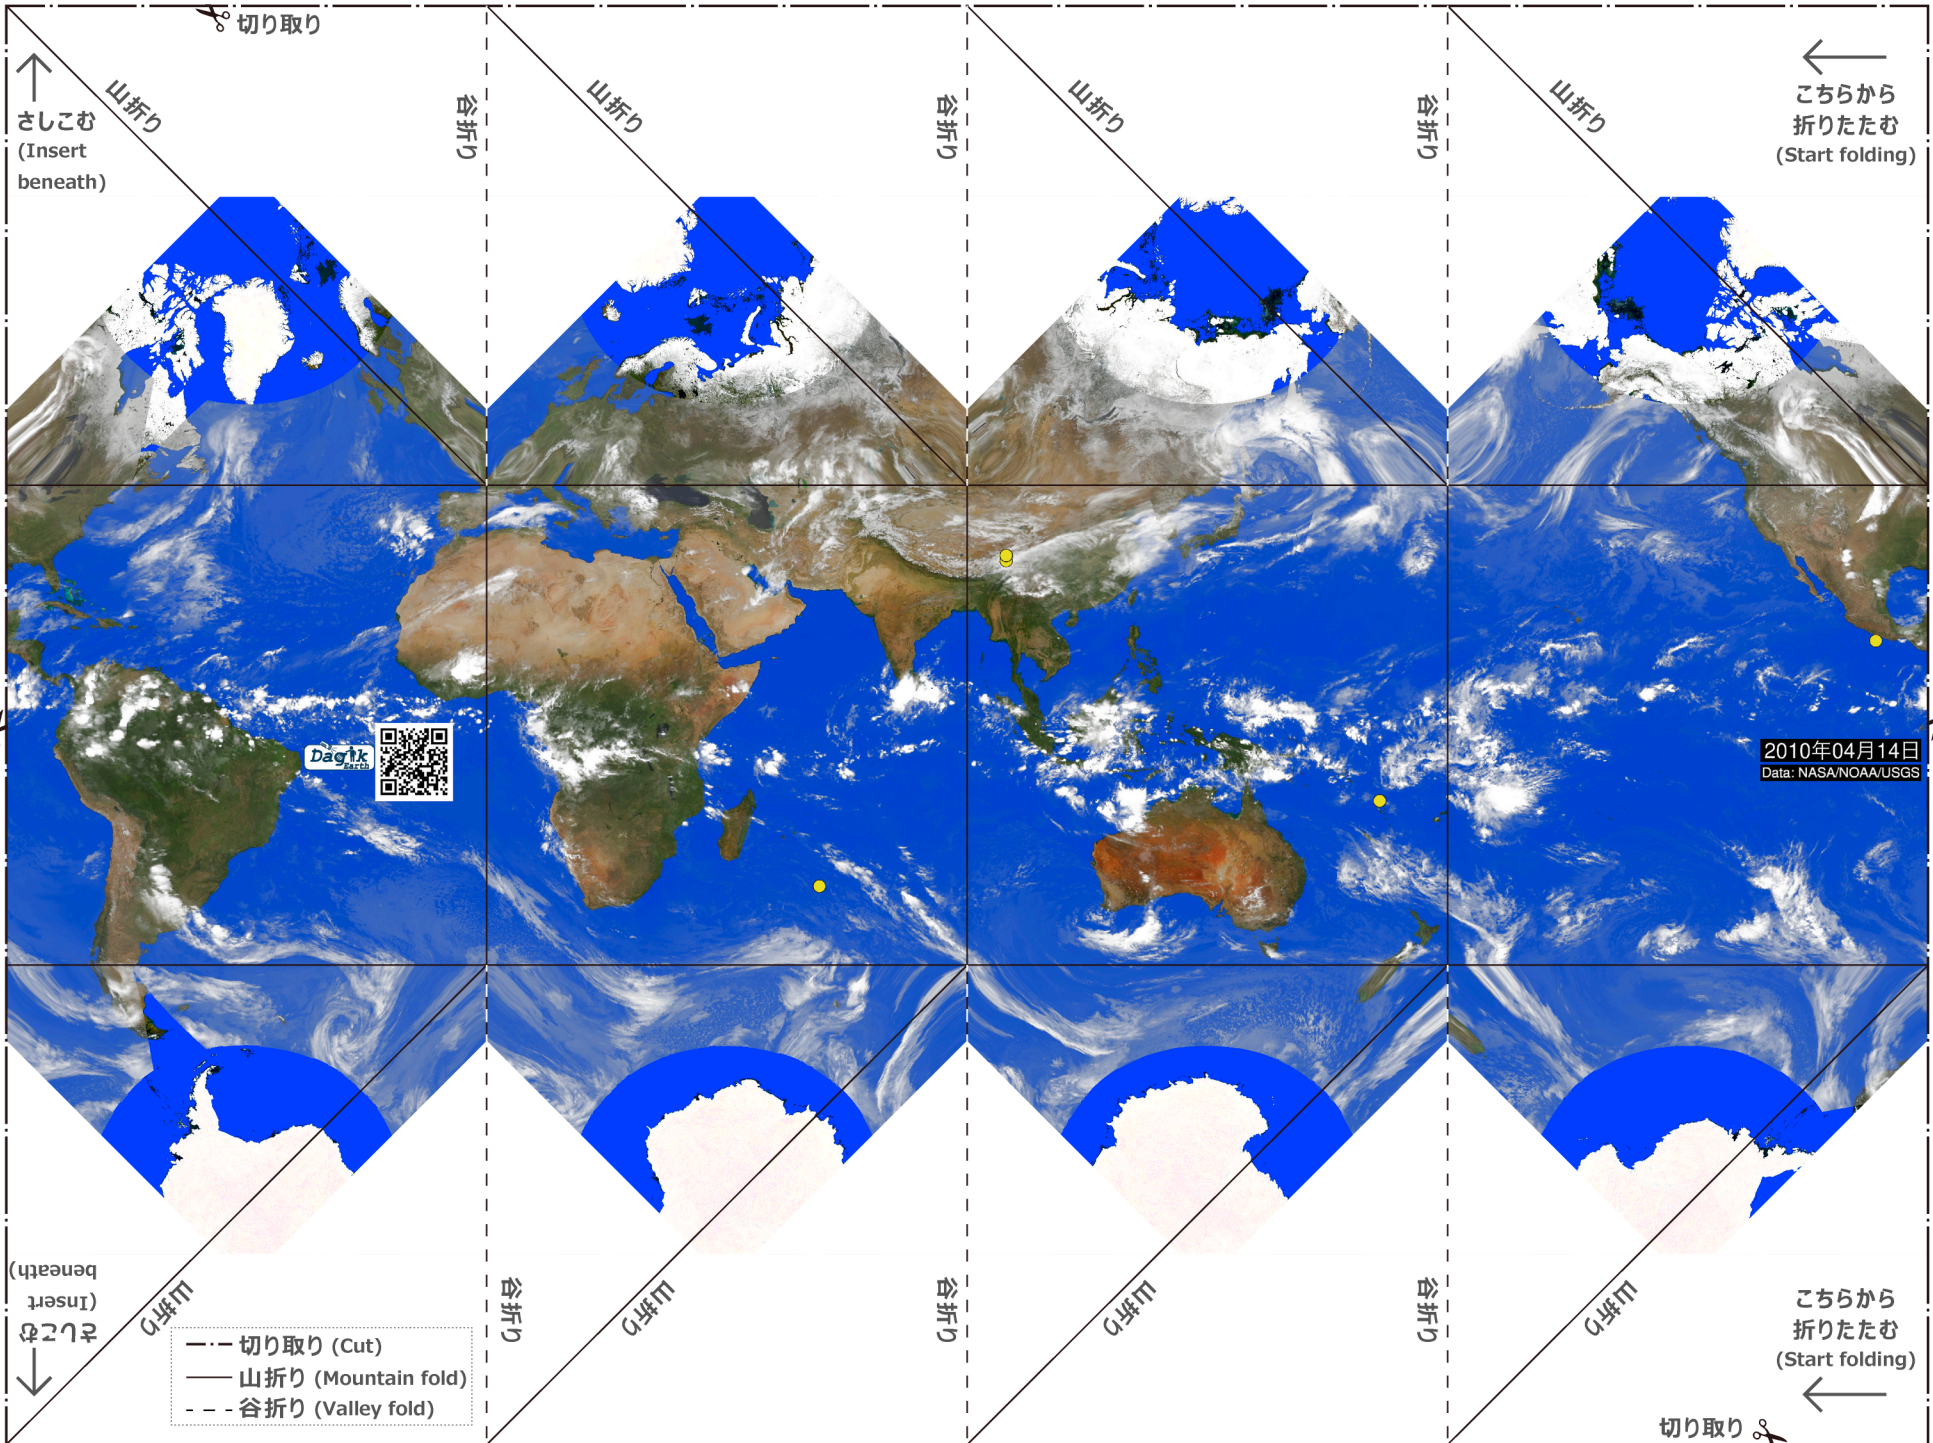 切り取り
山折り
谷折り
山折り
谷折り
山折り
谷折り
山折り
さしこむ
(Insert
beneath)
こちらから
折りたたむ
(Start folding)
Dagik
Earth
2010年04月14日
Data: NASA/NOAA/USGS
さしこむ
(Insert
beneath)
山折り
谷折り
山折り
谷折り
山折り
谷折り
山折り
こちらから
折りたたむ
(Start folding)
切り取り (Cut)
山折り (Mountain fold)
谷折り (Valley fold)
切り取り